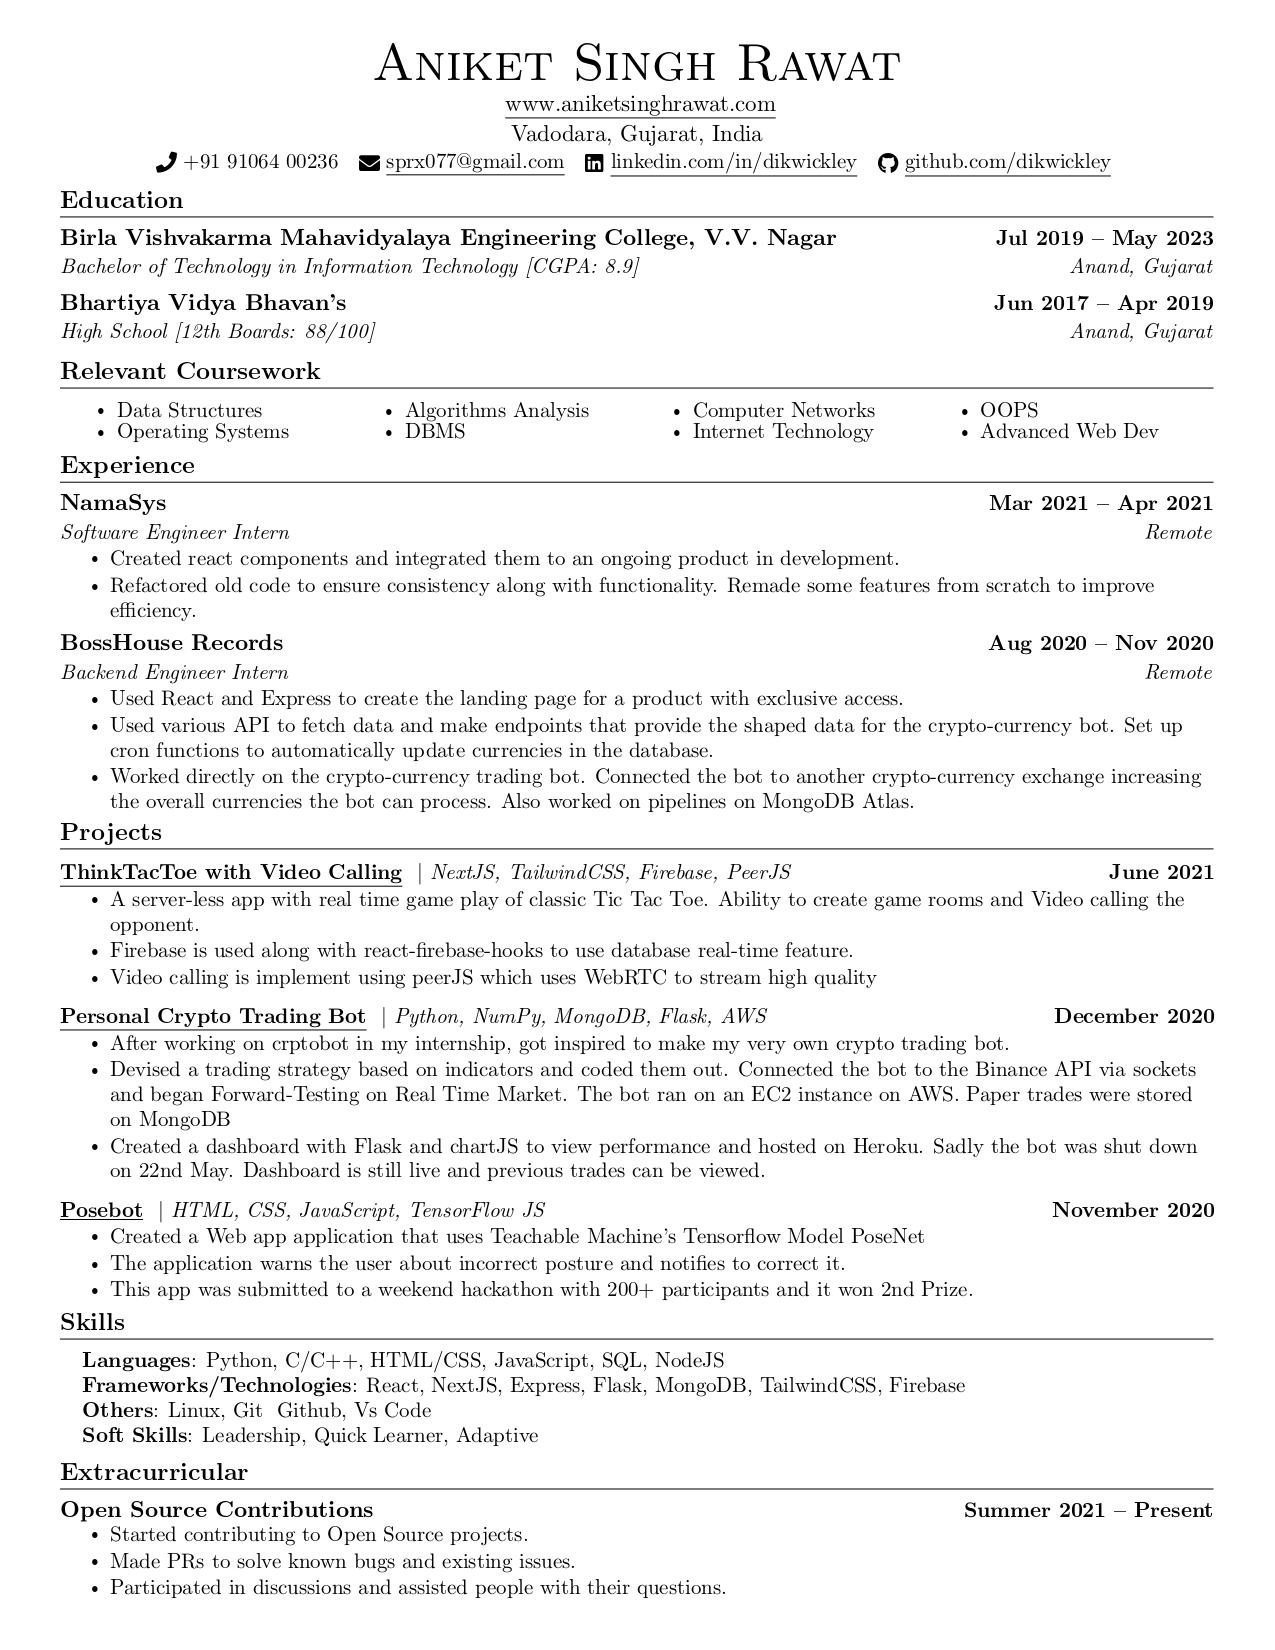 Aniket Singh Rawat
www.aniketsinghrawat.com
Vadodara, Gujarat, India
+91 91064 00236 sprx077@gmail.com linkedin.com/in/dikwickley github.com/dikwickley
Education
Birla Vishvakarma Mahavidyalaya Engineering College, V.V. Nagar Jul 2019 – May 2023
Bachelor of Technology in Information Technology [CGPA: 8.9] Anand, Gujarat
Bhartiya Vidya Bhavan's Jun 2017 – Apr 2019
High School [12th Boards: 88/100] Anand, Gujarat
Relevant Coursework
• Data Structures • Algorithms Analysis • Computer Networks • OOPS
• Operating Systems • DBMS • Internet Technology • Advanced Web Dev
Experience
NamaSys Mar 2021 – Apr 2021
Software Engineer Intern Remote
• Created react components and integrated them to an ongoing product in development.
• Refactored old code to ensure consistency along with functionality. Remade some features from scratch to improve
efficiency.
BossHouse Records Aug 2020 – Nov 2020
Backend Engineer Intern Remote
• Used React and Express to create the landing page for a product with exclusive access.
• Used various API to fetch data and make endpoints that provide the shaped data for the crypto-currency bot. Set up
cron functions to automatically update currencies in the database.
• Worked directly on the crypto-currency trading bot. Connected the bot to another crypto-currency exchange increasing
the overall currencies the bot can process. Also worked on pipelines on MongoDB Atlas.
Projects
ThinkTacToe with Video Calling | NextJS, TailwindCSS, Firebase, PeerJS June 2021
• A server-less app with real time game play of classic Tic Tac Toe. Ability to create game rooms and Video calling the
opponent.
• Firebase is used along with react-firebase-hooks to use database real-time feature.
• Video calling is implement using peerJS which uses WebRTC to stream high quality
Personal Crypto Trading Bot | Python, NumPy, MongoDB, Flask, AWS December 2020
• After working on crptobot in my internship, got inspired to make my very own crypto trading bot.
• Devised a trading strategy based on indicators and coded them out. Connected the bot to the Binance API via sockets
and began Forward-Testing on Real Time Market. The bot ran on an EC2 instance on AWS. Paper trades were stored
on MongoDB
• Created a dashboard with Flask and chartJS to view performance and hosted on Heroku. Sadly the bot was shut down
on 22nd May. Dashboard is still live and previous trades can be viewed.
Posebot | HTML, CSS, JavaScript, TensorFlow JS November 2020
• Created a Web app application that uses Teachable Machine's Tensorflow Model PoseNet
• The application warns the user about incorrect posture and notifies to correct it.
• This app was submitted to a weekend hackathon with 200+ participants and it won 2nd Prize.
Skills
Languages: Python, C/C++, HTML/CSS, JavaScript, SQL, NodeJS
Frameworks/Technologies: React, NextJS, Express, Flask, MongoDB, TailwindCSS, Firebase
Others: Linux, Git Github, Vs Code
Soft Skills: Leadership, Quick Learner, Adaptive
Extracurricular
Open Source Contributions Summer 2021 – Present
• Started contributing to Open Source projects.
• Made PRs to solve known bugs and existing issues.
• Participated in discussions and assisted people with their questions.